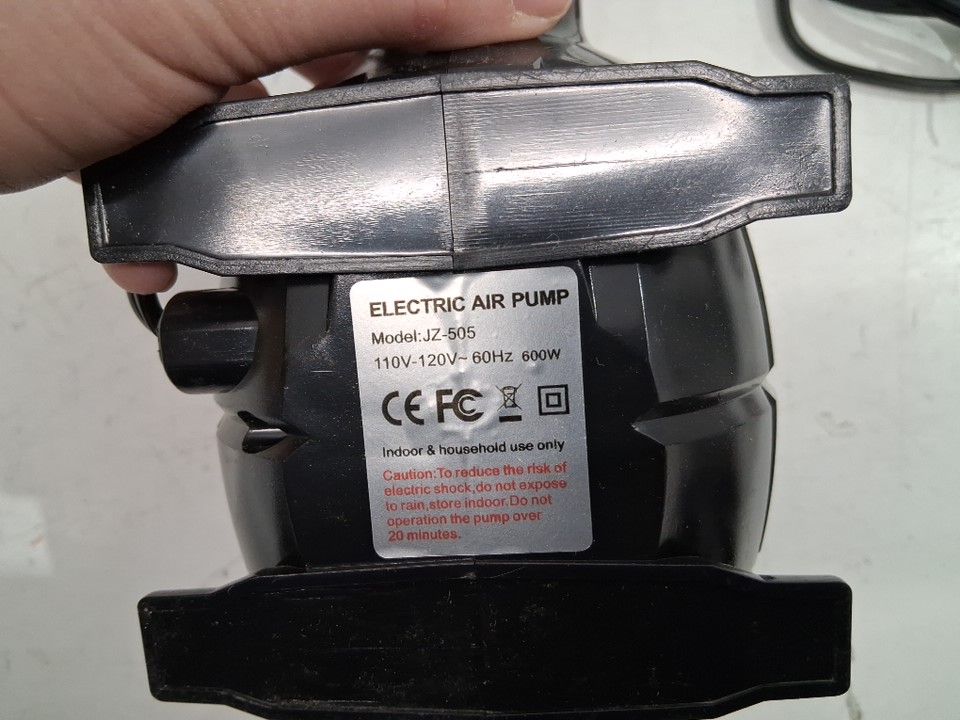 ELECTRIC AIR PUMP
Model:JZ-505
110V-120V~ 60Hz 600W
CE FC
Indoor & household use only
Caution:To reduce the risk of
electric shock,do not expose
to rain,store indoor.Do not
operation the pump over
20 minutes.